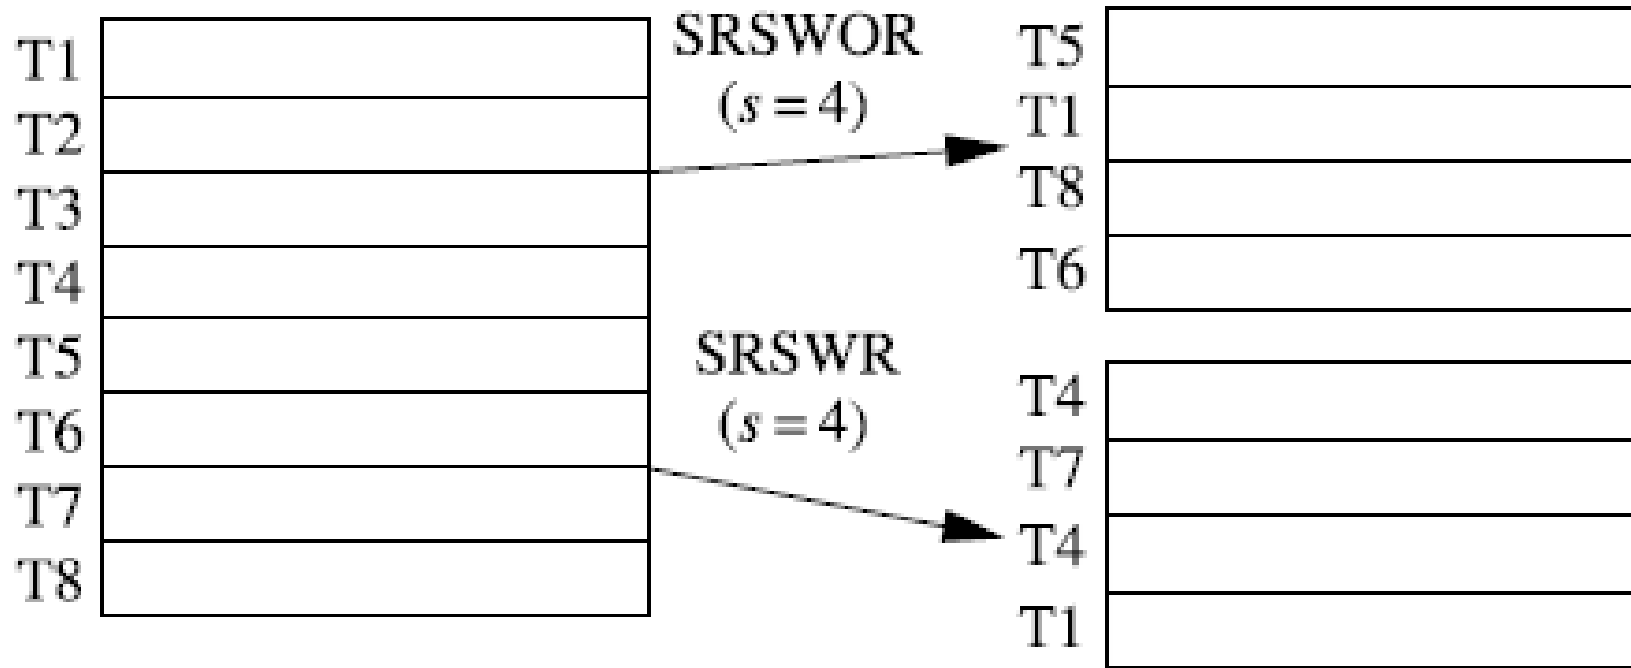 T1
T2
T3
T4
T5
T6
T7
T8
SRSWOR
(s = 4)
SRSWR
(s = 4)
T5
T1
T8
T6
T4
T7
T4
T1